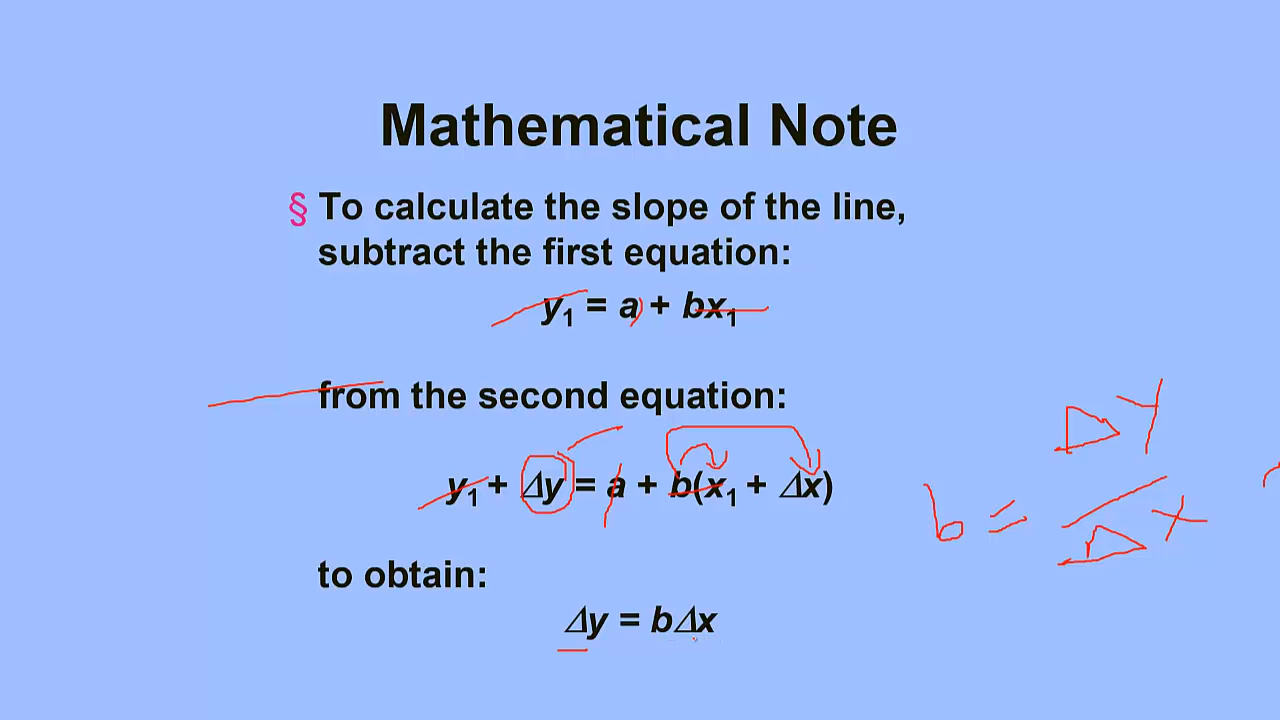 Mathematical Note
§ To calculate the slope of the line,
subtract the first equation:
y₁ = a + bx₁
from the second equation:
y₁ + Δy = a + b(x₁ + Δx)
b = ΔY / ΔX
to obtain:
Δy = bΔx